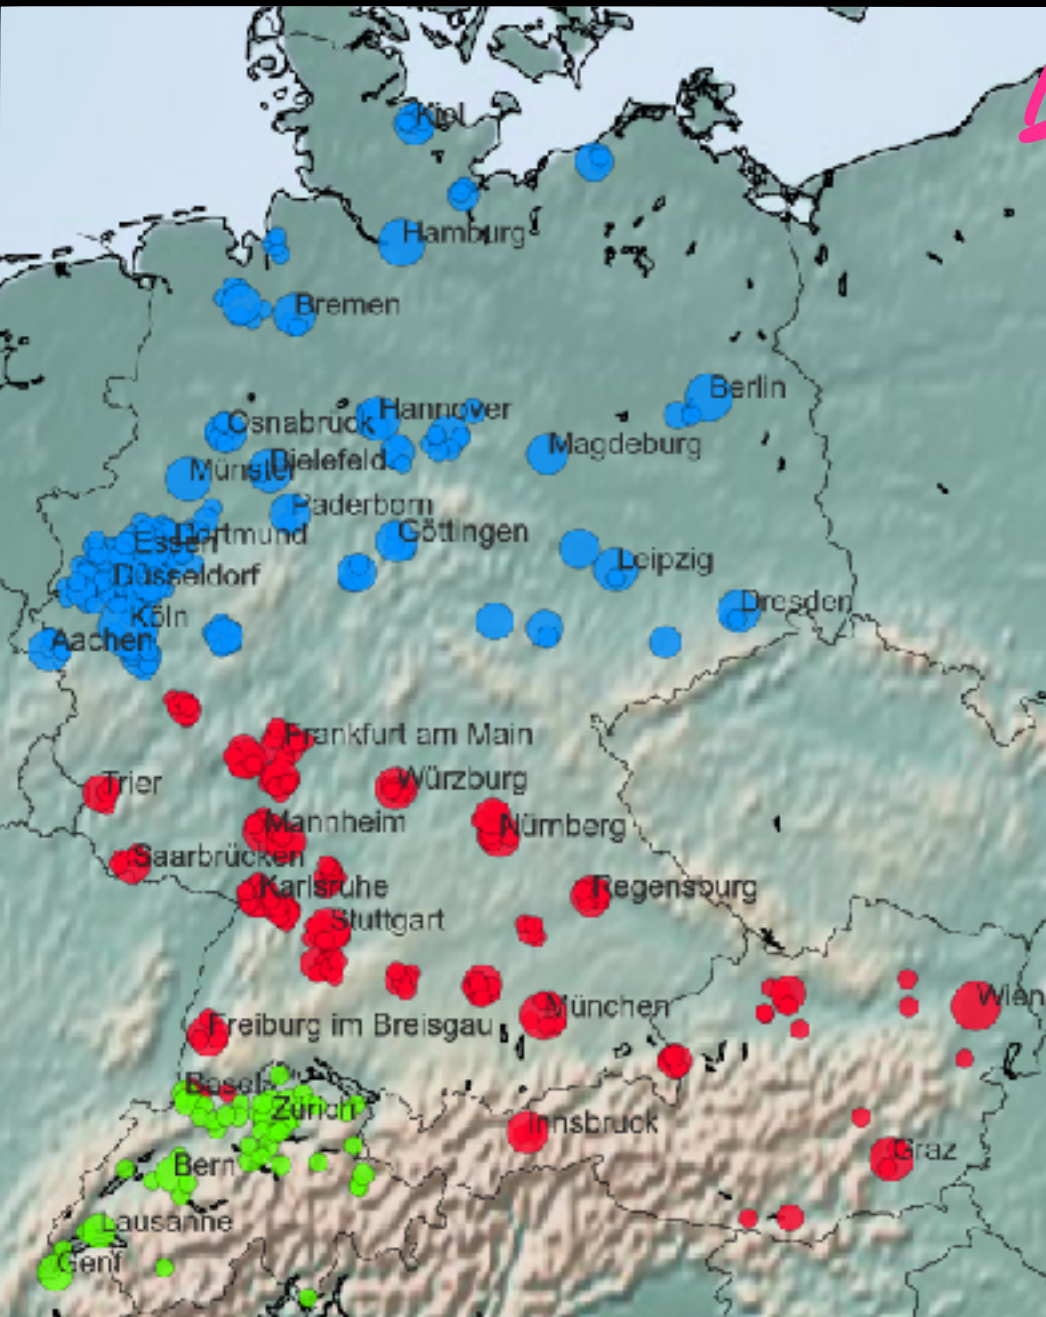 Kiel
Hamburg
Bremen
Berlin
Hannover
Osnabrück
Magdeburg
Bielefeld
Münster
Paderborn
Göttingen
Dortmund
Essen
Leipzig
Düsseldorf
Dresden
Köln
Aachen
Frankfurt am Main
Trier
Würzburg
Mannheim
Nürnberg
Saarbrücken
Karlsruhe
Regensburg
Stuttgart
Wien
München
Freiburg im Breisgau
Basel
Zürich
Innsbruck
Graz
Bern
Lausanne
Genf